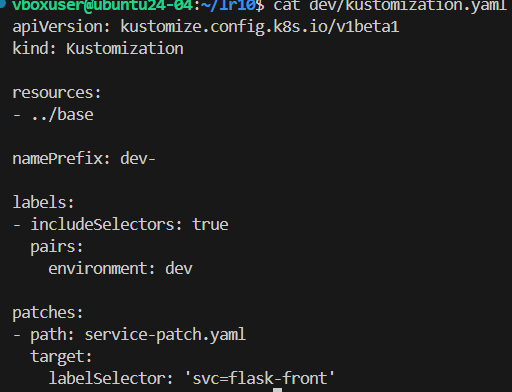 vboxuser@ubuntu24-04:~/lr10$ cat dev/kustomization.yaml
apiVersion: kustomize.config.k8s.io/v1beta1
kind: Kustomization

resources:
- ../base

namePrefix: dev-

labels:
- includeSelectors: true
  pairs:
    environment: dev

patches:
- path: service-patch.yaml
  target:
    labelSelector: 'svc=flask-front'